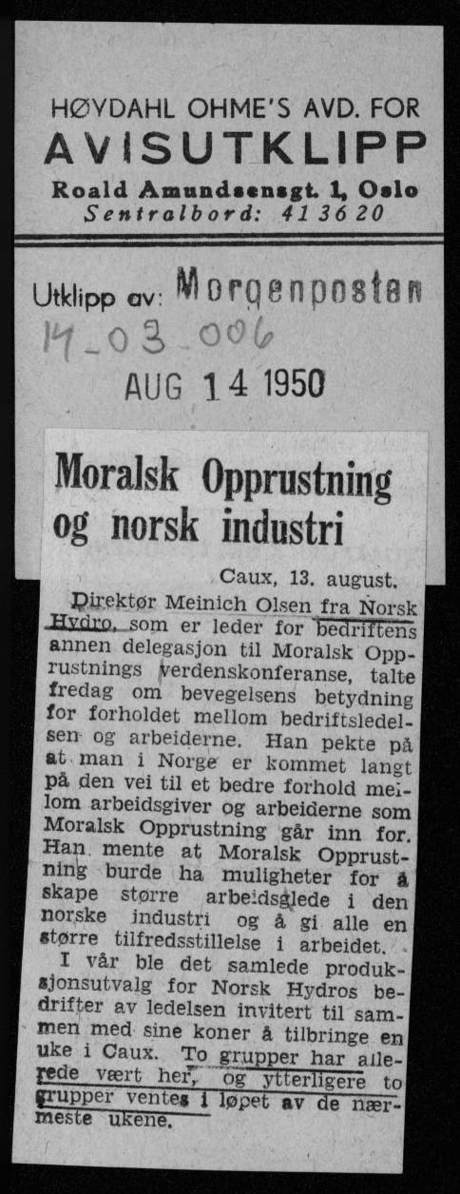 HØYDAHL OHME'S AVD. FOR
AVISUTKLIPP
Roald Amundsensgt. 1, Oslo
Sentralbord: 41 36 20
Utklipp av: Morgenposten
14-03-006
AUG 14 1950
Moralsk Opprustning
og norsk industri
Caux, 13. august.
Direktør Meinich Olsen fra Norsk
Hydro, som er leder for bedriftens
annen delegasjon til Moralsk Opp-
rustnings verdenskonferanse, talte
fredag om bevegelsens betydning
for forholdet mellom bedriftsledel-
sen og arbeiderne. Han pekte på
at man i Norge er kommet langt
på den vei til et bedre forhold mel-
lom arbeidsgiver og arbeiderne som
Moralsk Opprustning går inn for.
Han mente at Moralsk Opprust-
ning burde ha muligheter for å
skape større arbeidsglede i den
norske industri og å gi alle en
større tilfredsstillelse i arbeidet.
I vår ble det samlede produk-
sjonsutvalg for Norsk Hydros be-
drifter av ledelsen invitert til sam-
men med sine koner å tilbringe en
uke i Caux. To grupper har alle-
rede vært her, og ytterligere to
grupper ventes i løpet av de nær-
meste ukene.